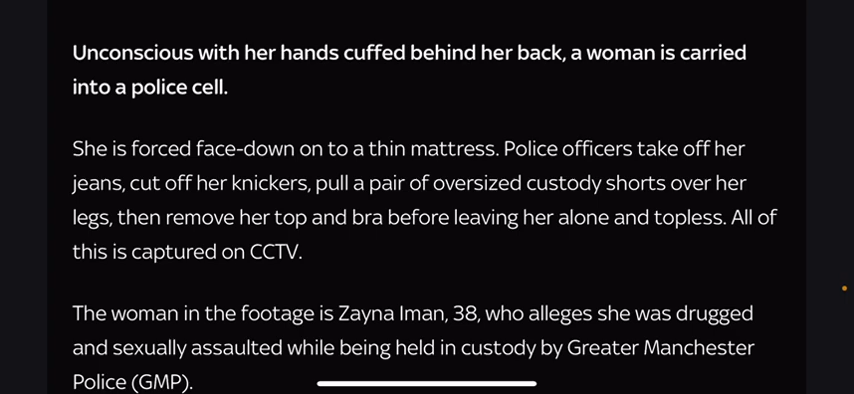 Unconscious with her hands cuffed behind her back, a woman is carried
into a police cell.
She is forced face-down on to a thin mattress. Police officers take off her
jeans, cut off her knickers, pull a pair of oversized custody shorts over her
legs, then remove her top and bra before leaving her alone and topless. All of
this is captured on CCTV.
The woman in the footage is Zayna Iman, 38, who alleges she was drugged
and sexually assaulted while being held in custody by Greater Manchester
Police (GMP).